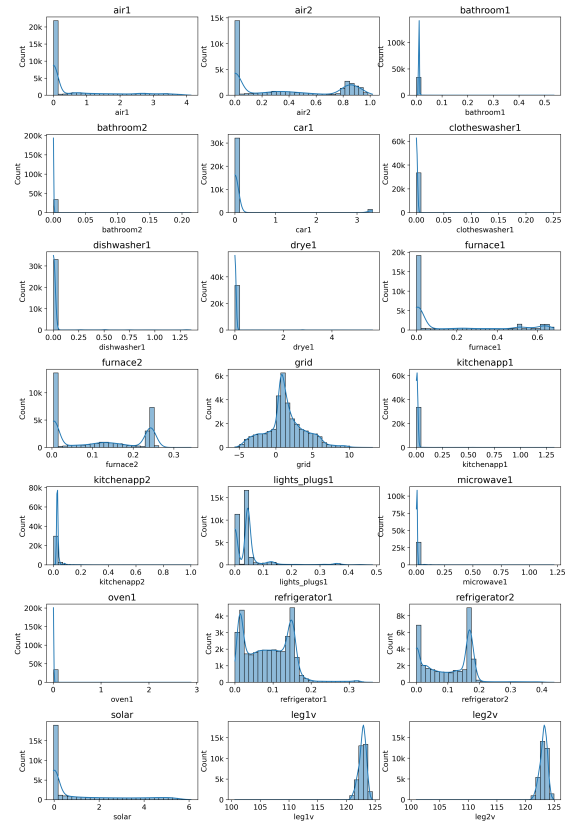 air1 air2 bathroom1
Count 20k 15k 10k 5k 0 0 1 2 3 4 air1
Count 15k 10k 5k 0 0.0 0.2 0.4 0.6 0.8 1.0 air2
Count 100k 50k 0 0.0 0.1 0.2 0.3 0.4 0.5 bathroom1
bathroom2 car1 clotheswasher1
Count 200k 150k 100k 50k 0 0.00 0.05 0.10 0.15 0.20 bathroom2
Count 30k 20k 10k 0 0 1 2 3 car1
Count 60k 40k 20k 0 0.00 0.05 0.10 0.15 0.20 0.25 clotheswasher1
dishwasher1 drye1 furnace1
Count 30k 20k 10k 0 0.00 0.25 0.50 0.75 1.00 1.25 dishwasher1
Count 40k 20k 0 0 2 4 drye1
Count 20k 15k 10k 5k 0 0.0 0.2 0.4 0.6 furnace1
furnace2 grid kitchenapp1
Count 10k 5k 0 0.0 0.1 0.2 0.3 furnace2
Count 6k 4k 2k 0 −5 0 5 10 grid
Count 60k 40k 20k 0 0.00 0.25 0.50 0.75 1.00 1.25 kitchenapp1
kitchenapp2 lights_plugs1 microwave1
Count 80k 60k 40k 20k 0 0.0 0.2 0.4 0.6 0.8 1.0 kitchenapp2
Count 15k 10k 5k 0 0.0 0.1 0.2 0.3 0.4 0.5 lights_plugs1
Count 100k 75k 50k 25k 0 0.00 0.25 0.50 0.75 1.00 1.25 microwave1
oven1 refrigerator1 refrigerator2
Count 200k 150k 100k 50k 0 0 1 2 3 oven1
Count 4k 3k 2k 1k 0 0.0 0.1 0.2 0.3 refrigerator1
Count 8k 6k 4k 2k 0 0.0 0.1 0.2 0.3 0.4 refrigerator2
solar leg1v leg2v
Count 15k 10k 5k 0 0 2 4 6 solar
Count 15k 10k 5k 0 100 105 110 115 120 125 leg1v
Count 15k 10k 5k 0 100 105 110 115 120 125 leg2v